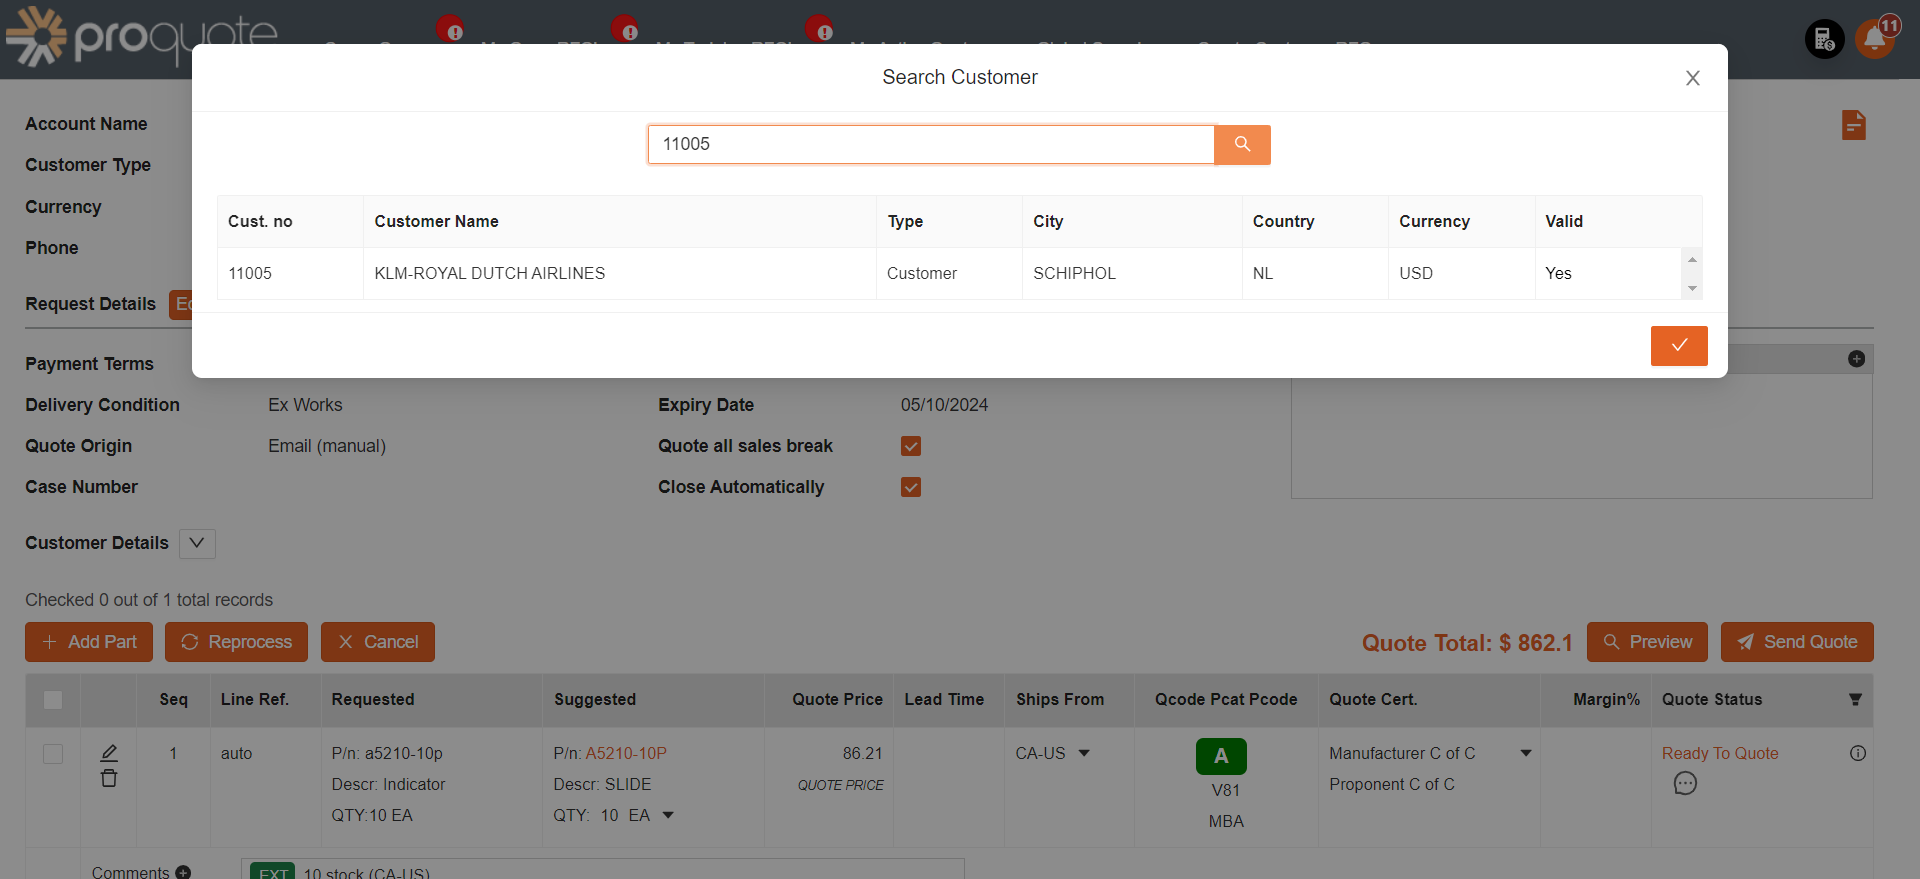 proquote
11
Search Customer
11005
Account Name
Customer Type
Currency
Phone
Cust. no Customer Name Type City Country Currency Valid
11005 KLM-ROYAL DUTCH AIRLINES Customer SCHIPHOL NL USD Yes
Request Details
Payment Terms
Delivery Condition Ex Works Expiry Date 05/10/2024
Quote Origin Email (manual) Quote all sales break
Case Number Close Automatically
Customer Details
Checked 0 out of 1 total records
Add Part Reprocess Cancel Quote Total: $ 862.1 Preview Send Quote
Seq Line Ref. Requested Suggested Quote Price Lead Time Ships From Qcode Pcat Pcode Quote Cert. Margin% Quote Status
1 auto P/n: a5210-10p P/n: A5210-10P 86.21 CA-US A Manufacturer C of C Ready To Quote
Descr: Indicator Descr: SLIDE QUOTE PRICE V81 Proponent C of C
QTY:10 EA QTY: 10 EA MBA
Comments EXT 10 stock (CA-US)